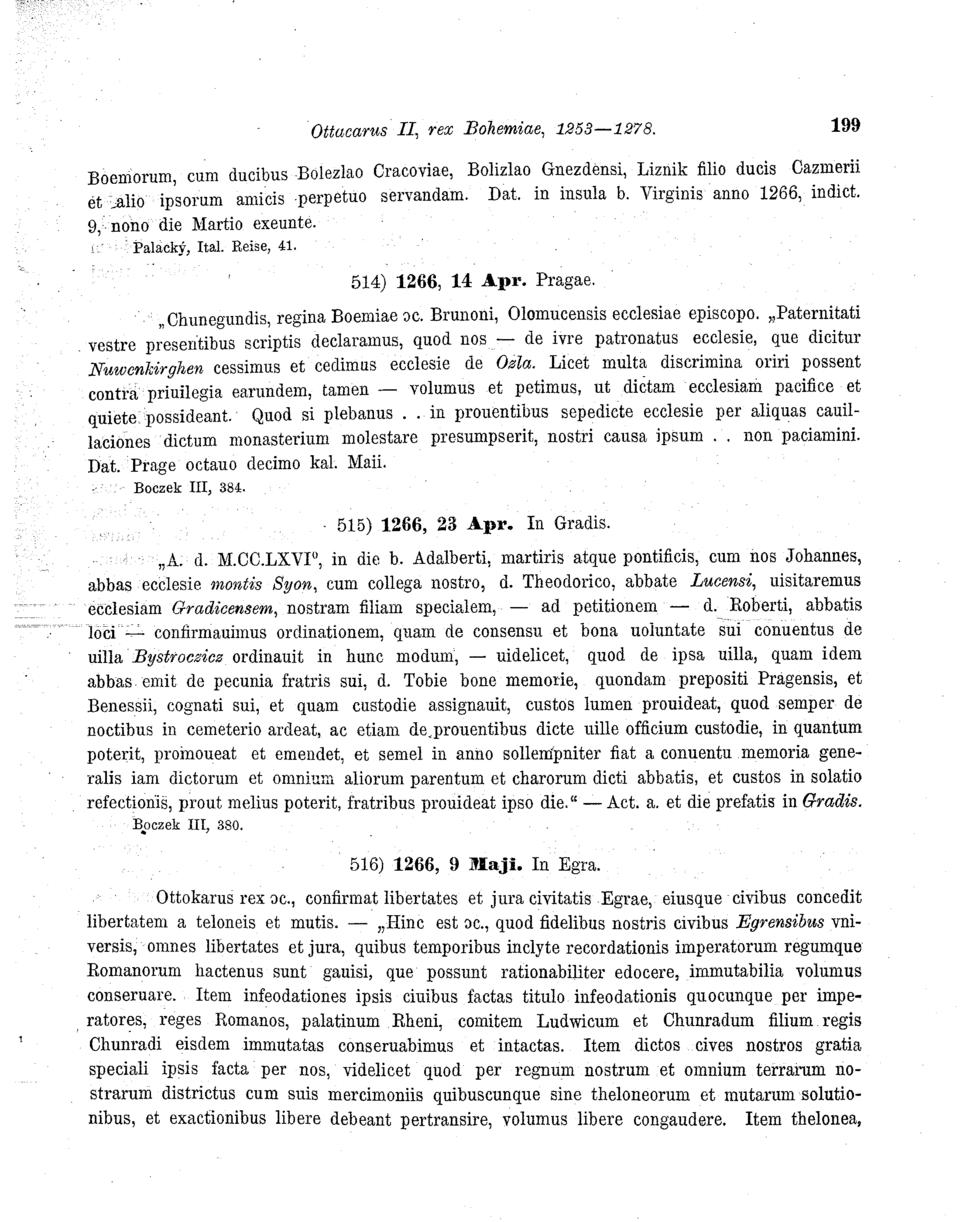 Ottacarus II, rex Bohemiae, 1253—1278. 199
Boemorum, cum ducibus Bolezlao Cracoviae, Bolizlao Gnezdensi, Liznik filio ducis Cazmerii
et alio ipsorum amicis perpetuo servandam. Dat. in insula b. Virginis anno 1266, indict.
9, nono die Martio exeunte.
Palacký, Ital. Reise, 41.
514) 1266, 14 Apr. Pragae.
„Chunegundis, regina Boemiae ɔc. Brunoni, Olomucensis ecclesiae episcopo. „Paternitati
vestre presentibus scriptis declaramus, quod nos — de ivre patronatus ecclesie, que dicitur
Nuwenkirghen cessimus et cedimus ecclesie de Ozla. Licet multa discrimina oriri possent
contra priuilegia earundem, tamen — volumus et petimus, ut dictam ecclesiam pacifice et
quiete possideant. Quod si plebanus . . in prouentibus sepedicte ecclesie per aliquas cauil-
laciones dictum monasterium molestare presumpserit, nostri causa ipsum . . non paciamini.
Dat. Prage octauo decimo kal. Maii.
Boczek III, 384.
515) 1266, 23 Apr. In Gradis.
„A. d. M.CC.LXVI⁰, in die b. Adalberti, martiris atque pontificis, cum nos Johannes,
abbas ecclesie montis Syon, cum collega nostro, d. Theodorico, abbate Lucensi, uisitaremus
ecclesiam Gradicensem, nostram filiam specialem, — ad petitionem — d. Roberti, abbatis
loci — confirmauimus ordinationem, quam de consensu et bona uoluntate sui conuentus de
uilla Bystroczicz ordinauit in hunc modum, — uidelicet, quod de ipsa uilla, quam idem
abbas emit de pecunia fratris sui, d. Tobie bone memorie, quondam prepositi Pragensis, et
Benessii, cognati sui, et quam custodie assignauit, custos lumen prouideat, quod semper de
noctibus in cemeterio ardeat, ac etiam de prouentibus dicte uille officium custodie, in quantum
poterit, promoueat et emendet, et semel in anno sollempniter fiat a conuentu memoria gene-
ralis iam dictorum et omnium aliorum parentum et charorum dicti abbatis, et custos in solatio
refectionis, prout melius poterit, fratribus prouideat ipso die.“ — Act. a. et die prefatis in Gradis.
Boczek III, 380.
516) 1266, 9 Maji. In Egra.
Ottokarus rex ɔc., confirmat libertates et jura civitatis Egrae, eiusque civibus concedit
libertatem a teloneis et mutis. — „Hinc est ɔc., quod fidelibus nostris civibus Egrensibus vni-
versis, omnes libertates et jura, quibus temporibus inclyte recordationis imperatorum regumque
Romanorum hactenus sunt gauisi, que possunt rationabiliter edocere, immutabilia volumus
conseruare. Item infeodationes ipsis ciuibus factas titulo infeodationis quocunque per impe-
ratores, reges Romanos, palatinum Rheni, comitem Ludwicum et Chunradum filium regis
Chunradi eisdem immutatas conseruabimus et intactas. Item dictos cives nostros gratia
speciali ipsis facta per nos, videlicet quod per regnum nostrum et omnium terrarum no-
strarum districtus cum suis mercimoniis quibuscunque sine theloneorum et mutarum solutio-
nibus, et exactionibus libere debeant pertransire, volumus libere congaudere. Item thelonea,